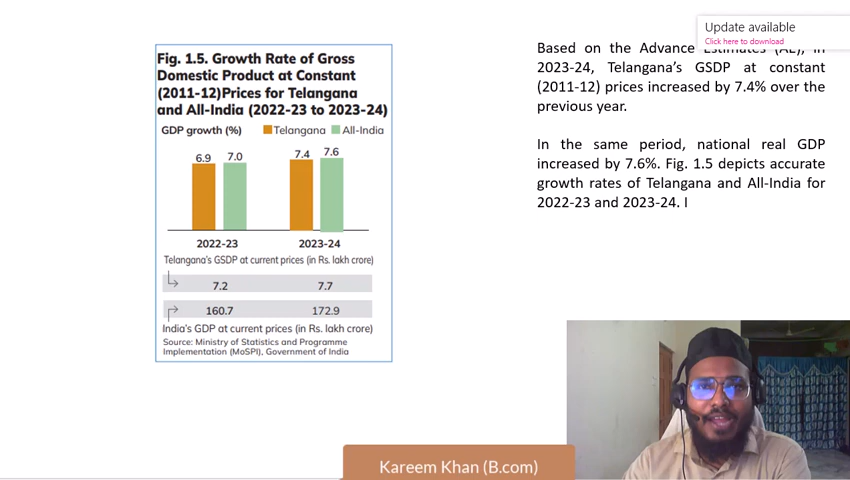 Fig. 1.5. Growth Rate of Gross
Domestic Product at Constant
(2011-12)Prices for Telangana
and All-India (2022-23 to 2023-24)
GDP growth (%) Telangana All-India
6.9 7.0 7.4 7.6
2022-23 2023-24
Telangana's GSDP at current prices (in Rs. lakh crore)
7.2 7.7
160.7 172.9
India's GDP at current prices (in Rs. lakh crore)
Source: Ministry of Statistics and Programme
Implementation (MoSPI), Government of India
Update available
Click here to download
Based on the Advance Estimates (AE), in
2023-24, Telangana's GSDP at constant
(2011-12) prices increased by 7.4% over the
previous year.
In the same period, national real GDP
increased by 7.6%. Fig. 1.5 depicts accurate
growth rates of Telangana and All-India for
2022-23 and 2023-24. I
Kareem Khan (B.com)